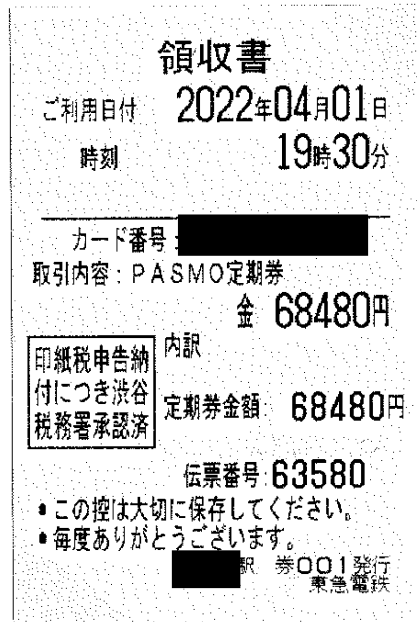 領収書
ご利用日付 2022年04月01日
時刻 19時30分
カード番号:
取引内容:PASMO定期券
金 68480円
内訳
印紙税申告納
付につき渋谷
税務署承認済
定期券金額 68480円
伝票番号 63580
・この控は大切に保存してください。
・毎度ありがとうございます。
駅 券001発行
東急電鉄